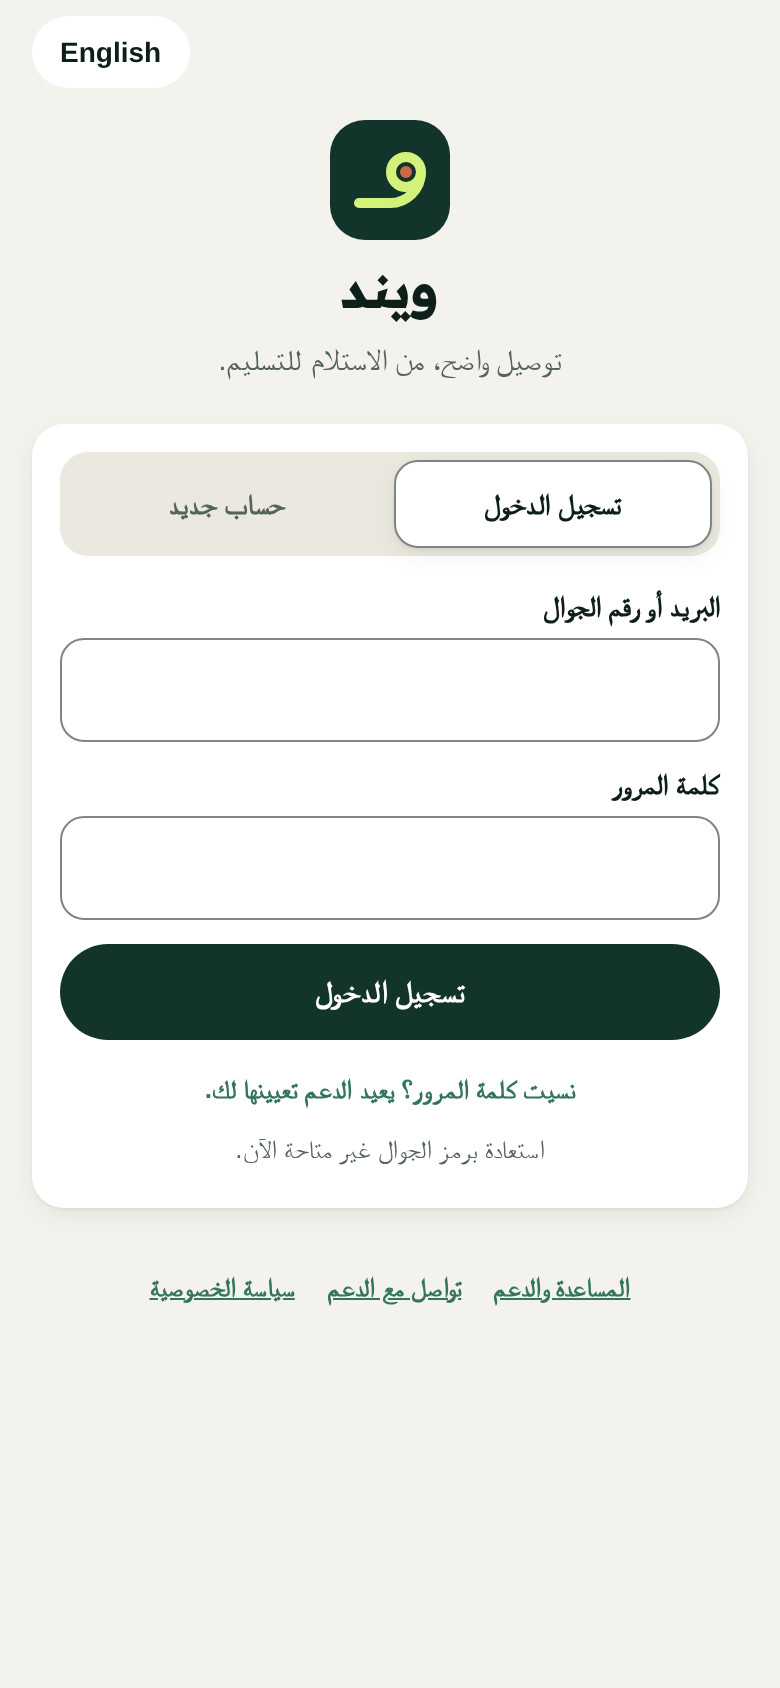 English
ويند
توصيل واضح، من الاستلام للتسليم.
تسجيل الدخول
حساب جديد
البريد أو رقم الجوال
كلمة المرور
تسجيل الدخول
نسيت كلمة المرور؟ يعيد الدعم تعيينها لك.
استعادة برمز الجوال غير متاحة الآن.
المساعدة والدعم تواصل مع الدعم سياسة الخصوصية